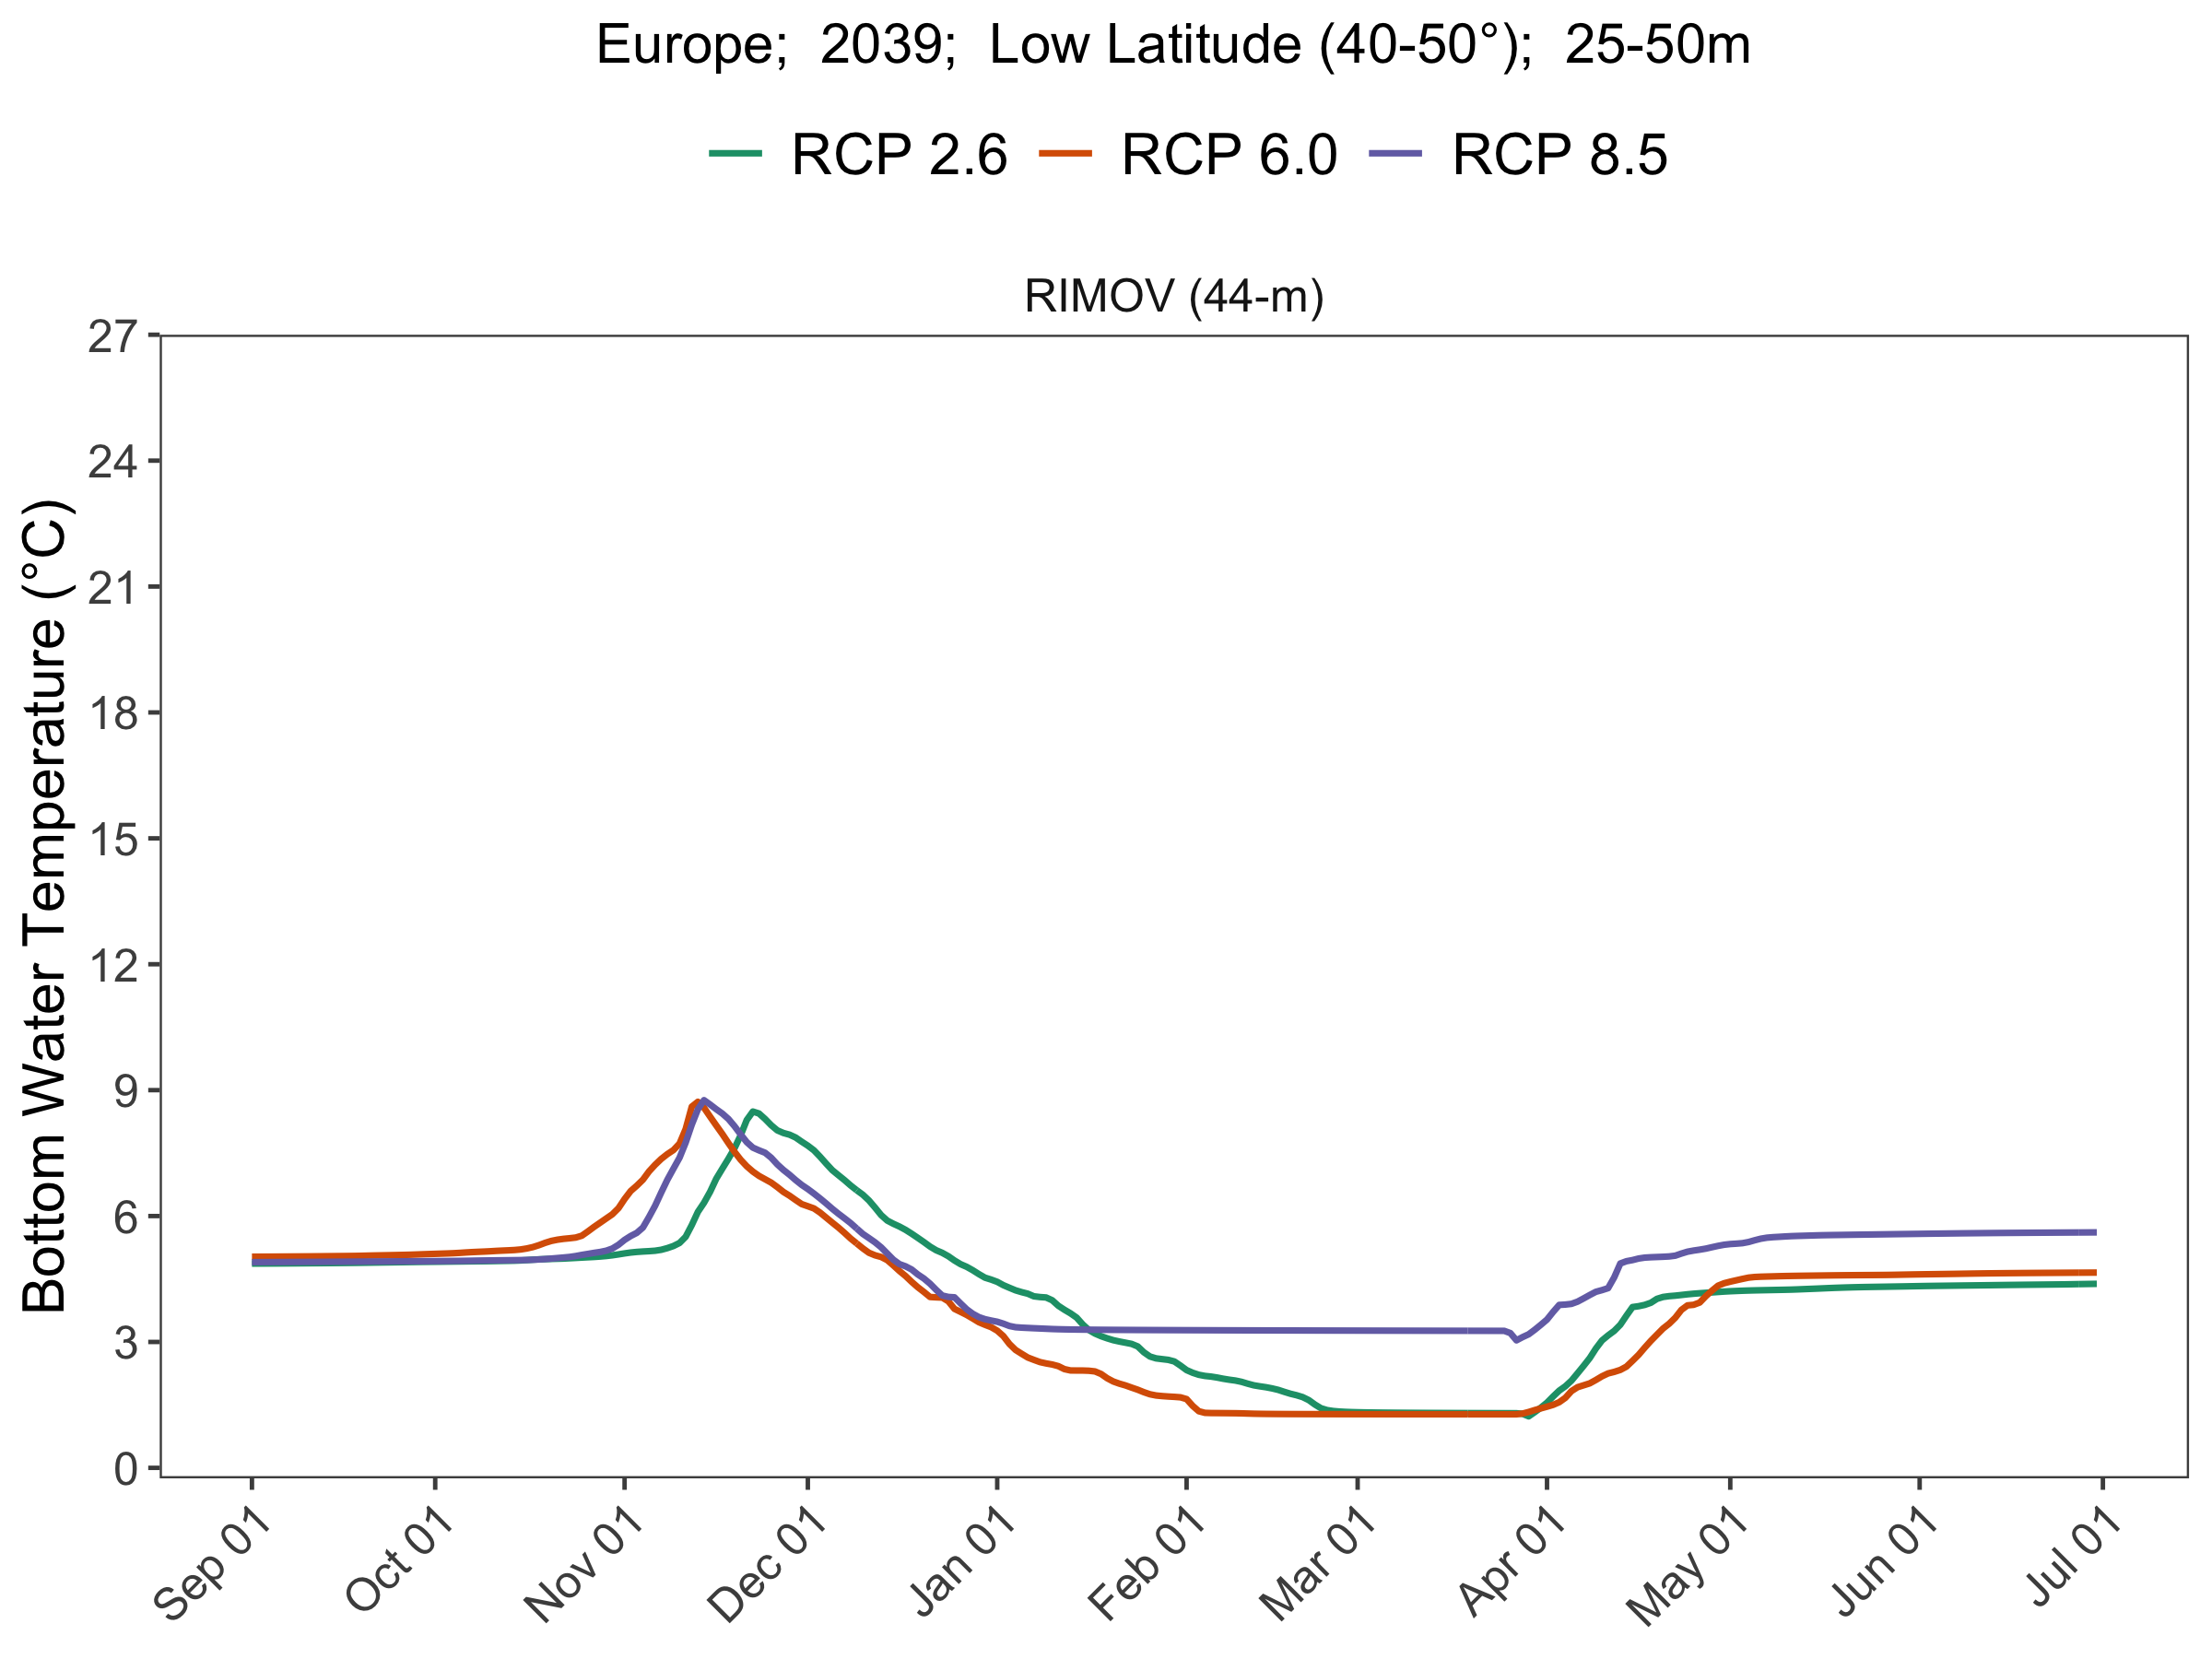 Europe;  2039;  Low Latitude (40-50°);  25-50m
RCP 2.6 RCP 6.0 RCP 8.5
RIMOV (44-m)
Bottom Water Temperature (°C)
27
24
21
18
15
12
9
6
3
0
Sep 01 Oct 01 Nov 01 Dec 01 Jan 01 Feb 01 Mar 01 Apr 01 May 01 Jun 01 Jul 01